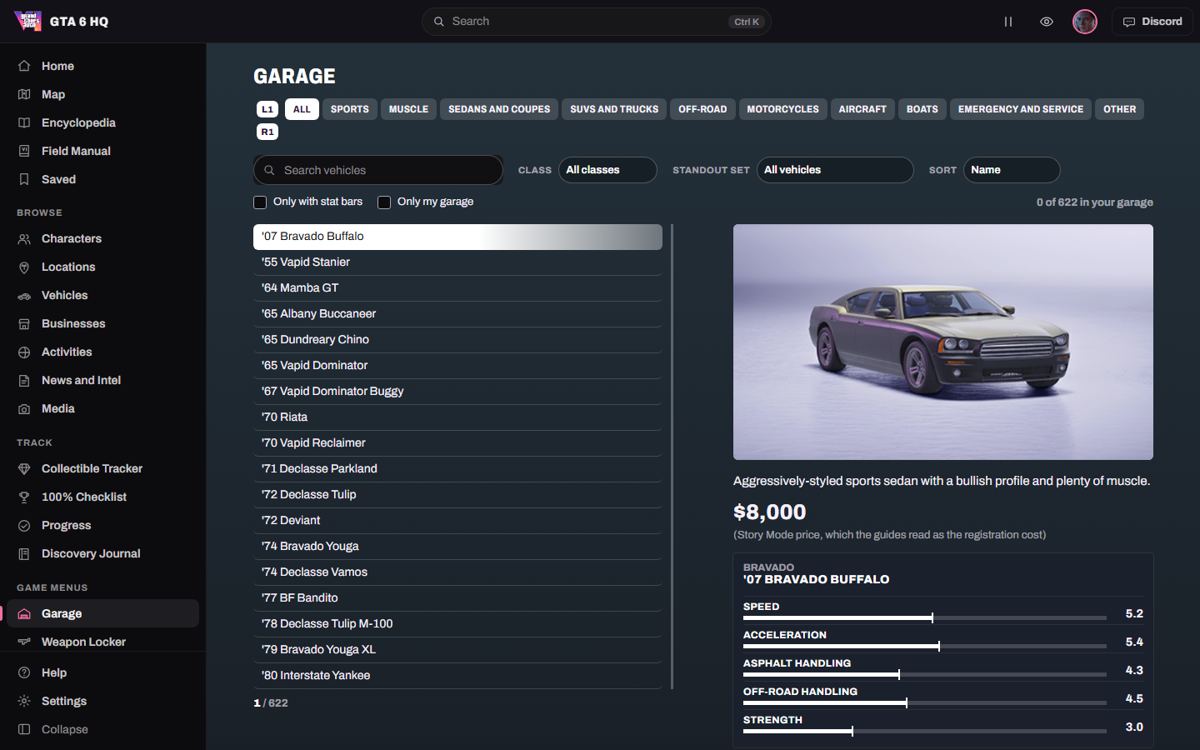 GTA 6 HQ
Search
Ctrl K
Discord
Home
Map
Encyclopedia
Field Manual
Saved
BROWSE
Characters
Locations
Vehicles
Businesses
Activities
News and Intel
Media
TRACK
Collectible Tracker
100% Checklist
Progress
Discovery Journal
GAME MENUS
Garage
Weapon Locker
Help
Settings
Collapse
GARAGE
L1 ALL SPORTS MUSCLE SEDANS AND COUPES SUVS AND TRUCKS OFF-ROAD MOTORCYCLES AIRCRAFT BOATS EMERGENCY AND SERVICE OTHER
R1
Search vehicles CLASS All classes STANDOUT SET All vehicles SORT Name
Only with stat bars Only my garage 0 of 622 in your garage
'07 Bravado Buffalo
'55 Vapid Stanier
'64 Mamba GT
'65 Albany Buccaneer
'65 Dundreary Chino
'65 Vapid Dominator
'67 Vapid Dominator Buggy
'70 Riata
'70 Vapid Reclaimer
'71 Declasse Parkland
'72 Declasse Tulip
'72 Deviant
'74 Bravado Youga
'74 Declasse Vamos
'77 BF Bandito
'78 Declasse Tulip M-100
'79 Bravado Youga XL
'80 Interstate Yankee
1 / 622
Aggressively-styled sports sedan with a bullish profile and plenty of muscle.
$8,000
(Story Mode price, which the guides read as the registration cost)
BRAVADO
'07 BRAVADO BUFFALO
SPEED 5.2
ACCELERATION 5.4
ASPHALT HANDLING 4.3
OFF-ROAD HANDLING 4.5
STRENGTH 3.0